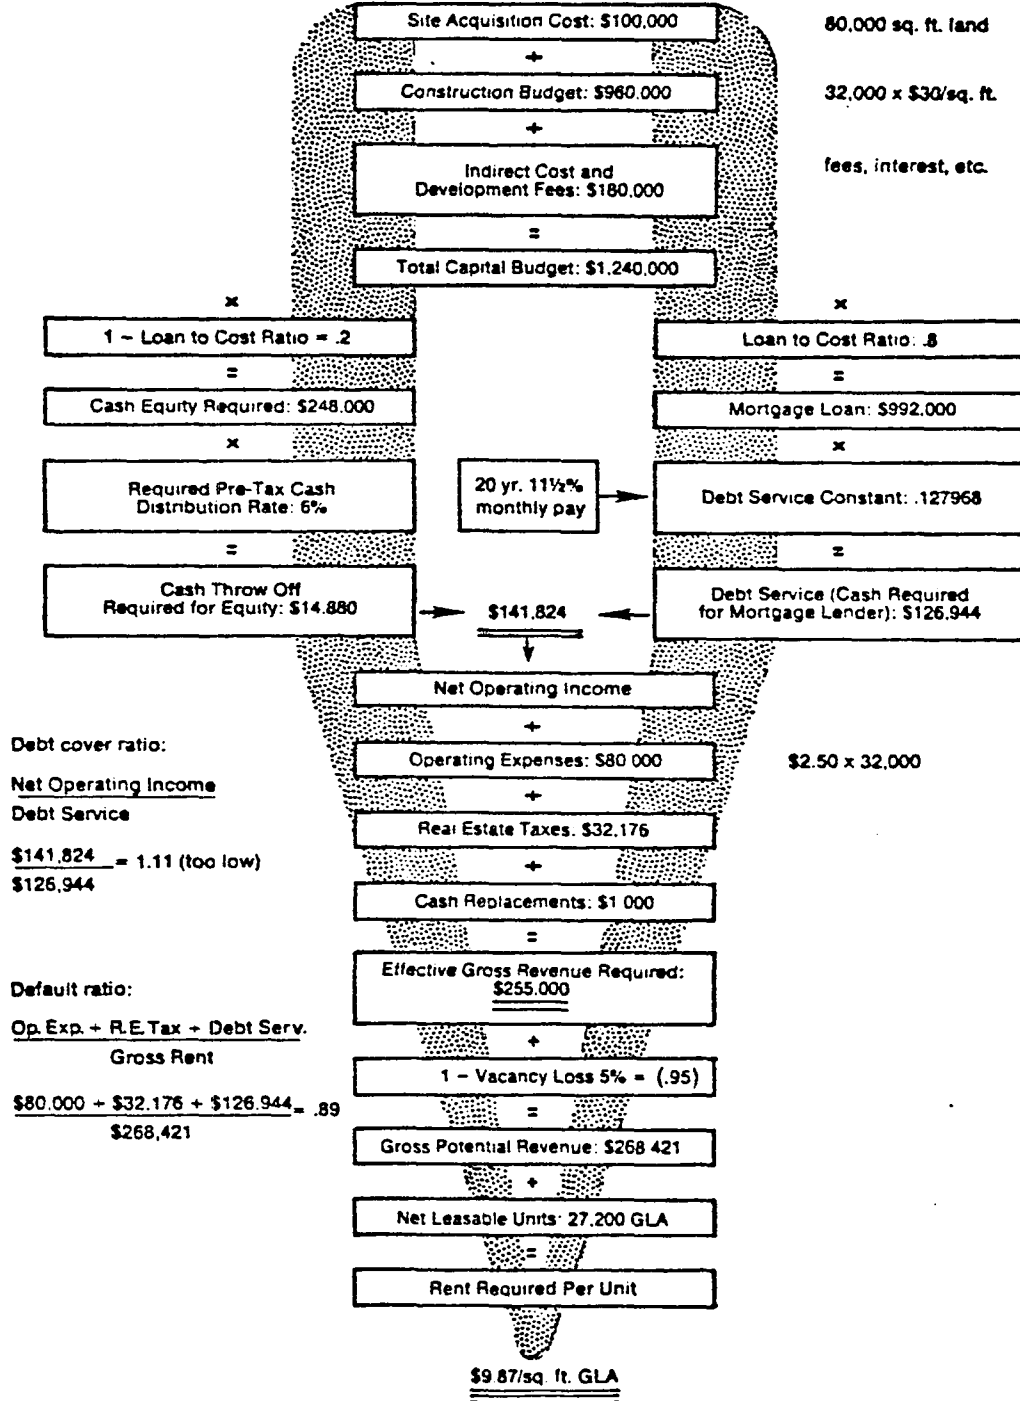 Site Acquisition Cost: $100,000
80,000 sq. ft. land
+
Construction Budget: $960.000
32,000 x $30/sq. ft.
+
Indirect Cost and
Development Fees: $180,000
fees, interest, etc.
=
Total Capital Budget: $1,240,000
×
1 – Loan to Cost Ratio = .2
=
Cash Equity Required: $248.000
×
Required Pre-Tax Cash
Distribution Rate: 6%
=
Cash Throw Off
Required for Equity: $14.880
×
Loan to Cost Ratio: .8
=
Mortgage Loan: $992,000
×
20 yr. 11½%
monthly pay
Debt Service Constant: .127968
=
Debt Service (Cash Required
for Mortgage Lender): $126,944
$141,824
Net Operating Income
+
Operating Expenses: $80 000
$2.50 x 32,000
+
Real Estate Taxes. $32,176
+
Cash Replacements: $1 000
=
Effective Gross Revenue Required:
$255.000
+
1 – Vacancy Loss 5% = (.95)
=
Gross Potential Revenue: $268 421
+
Net Leasable Units: 27,200 GLA
=
Rent Required Per Unit
$9.87/sq. ft. GLA
Debt cover ratio:
Net Operating Income
Debt Service
$141,824 = 1.11 (too low)
$126,944
Default ratio:
Op. Exp. + R.E. Tax + Debt Serv.
Gross Rent
$80.000 + $32.176 + $126.944 = .89
$268,421